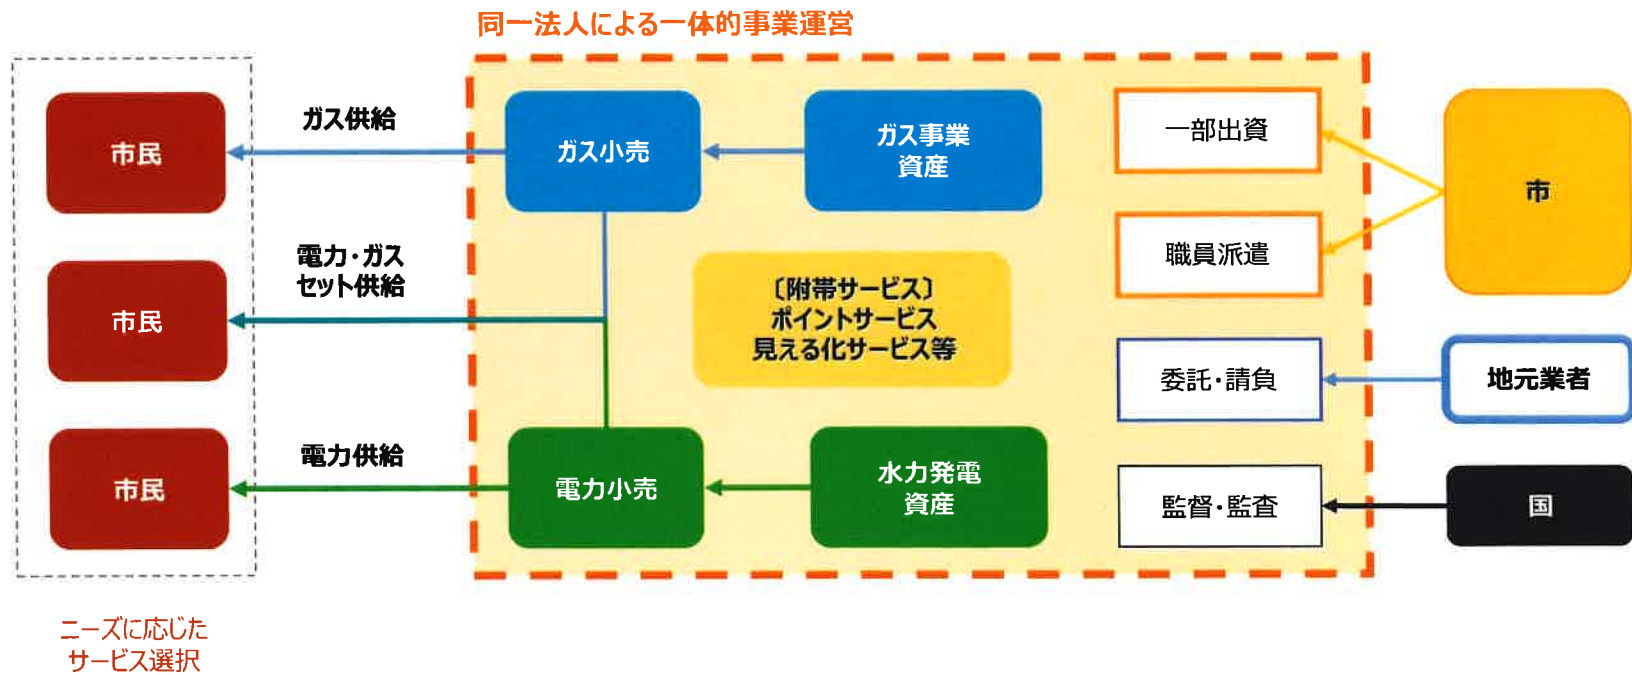 同一法人による一体的事業運営
市民
ガス供給
ガス小売
ガス事業
資産
一部出資
市
職員派遣
市民
電力・ガス
セット供給
〔附帯サービス〕
ポイントサービス
見える化サービス等
委託・請負
地元業者
市民
電力供給
電力小売
水力発電
資産
監督・監査
国
ニーズに応じた
サービス選択